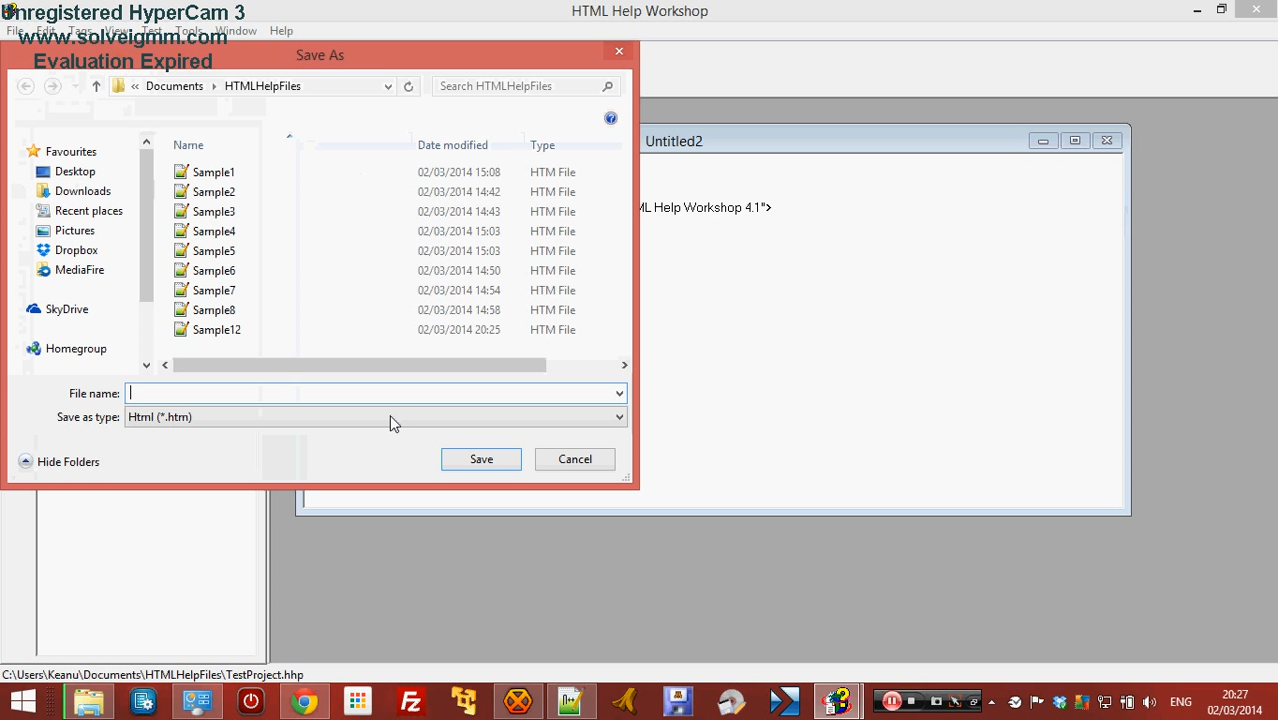 Unregistered HyperCam 3
HTML Help Workshop
File Edit Tags View Test Tools Window Help
www.solveigmm.com
Evaluation Expired
Save As
« Documents HTMLHelpFiles
Search HTMLHelpFiles
Name Date modified Type
Favourites
Desktop
Downloads
Recent places
Pictures
Dropbox
MediaFire
SkyDrive
Homegroup
Sample1 02/03/2014 15:08 HTM File
Sample2 02/03/2014 14:42 HTM File
Sample3 02/03/2014 14:43 HTM File
Sample4 02/03/2014 15:03 HTM File
Sample5 02/03/2014 15:03 HTM File
Sample6 02/03/2014 14:50 HTM File
Sample7 02/03/2014 14:54 HTM File
Sample8 02/03/2014 14:58 HTM File
Sample12 02/03/2014 20:25 HTM File
File name:
Save as type: Html (*.htm)
Hide Folders
Save
Cancel
Untitled2
ML Help Workshop 4.1">
C:\Users\Keanu\Documents\HTMLHelpFiles\TestProject.hhp
ENG
20:27
02/03/2014